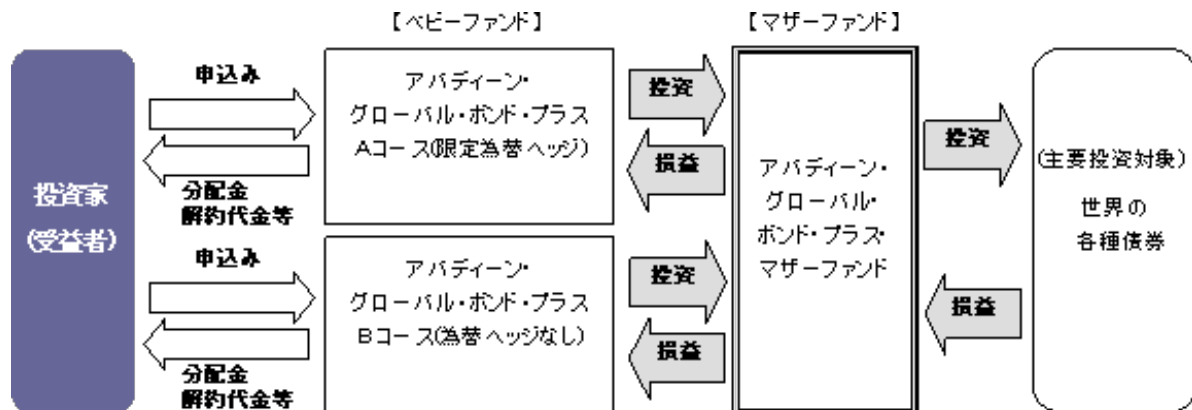 【ベビーファンド】
【マザーファンド】
投資家
(受益者)
申込み
分配金
解約代金等
アバディーン・
グローバル・ボンド・プラス
Aコース(限定為替ヘッジ)
投資
損益
申込み
分配金
解約代金等
アバディーン・
グローバル・ボンド・プラス
Bコース(為替ヘッジなし)
投資
損益
アバディーン・
グローバル・
ボンド・プラス・
マザーファンド
投資
損益
(主要投資対象)
世界の
各種債券